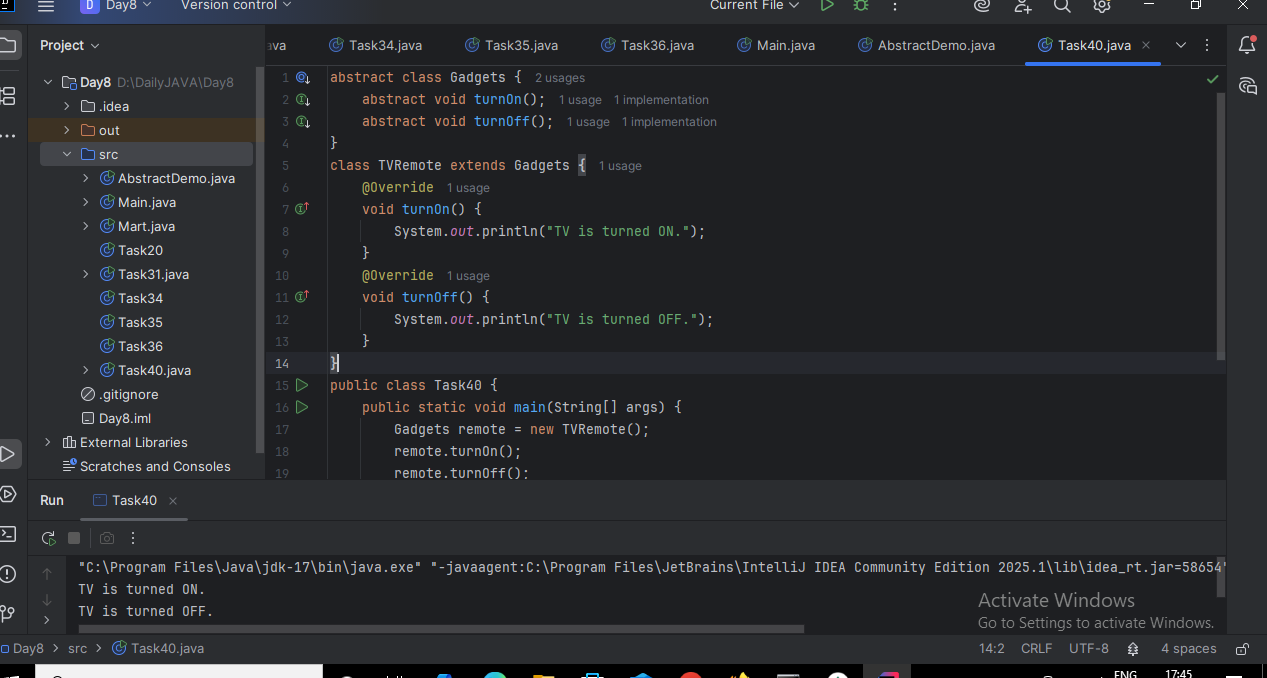 D Day8 Version control Current File
Project
ava Task34.java Task35.java Task36.java Main.java AbstractDemo.java Task40.java
Day8 D:\DailyJAVA\Day8
.idea
out
src
AbstractDemo.java
Main.java
Mart.java
Task20
Task31.java
Task34
Task35
Task36
Task40.java
.gitignore
Day8.iml
External Libraries
Scratches and Consoles
1 abstract class Gadgets { 2 usages
2 abstract void turnOn(); 1 usage 1 implementation
3 abstract void turnOff(); 1 usage 1 implementation
4 }
5 class TVRemote extends Gadgets { 1 usage
6 @Override 1 usage
7 void turnOn() {
8 System.out.println("TV is turned ON.");
9 }
10 @Override 1 usage
11 void turnOff() {
12 System.out.println("TV is turned OFF.");
13 }
14 }
15 public class Task40 {
16 public static void main(String[] args) {
17 Gadgets remote = new TVRemote();
18 remote.turnOn();
19 remote.turnOff();
Run Task40
"C:\Program Files\Java\jdk-17\bin\java.exe" "-javaagent:C:\Program Files\JetBrains\IntelliJ IDEA Community Edition 2025.1\lib\idea_rt.jar=58654"
TV is turned ON.
TV is turned OFF.
Activate Windows
Go to Settings to activate Windows.
Day8 > src > Task40.java 14:2 CRLF UTF-8 4 spaces
ENG 17:45